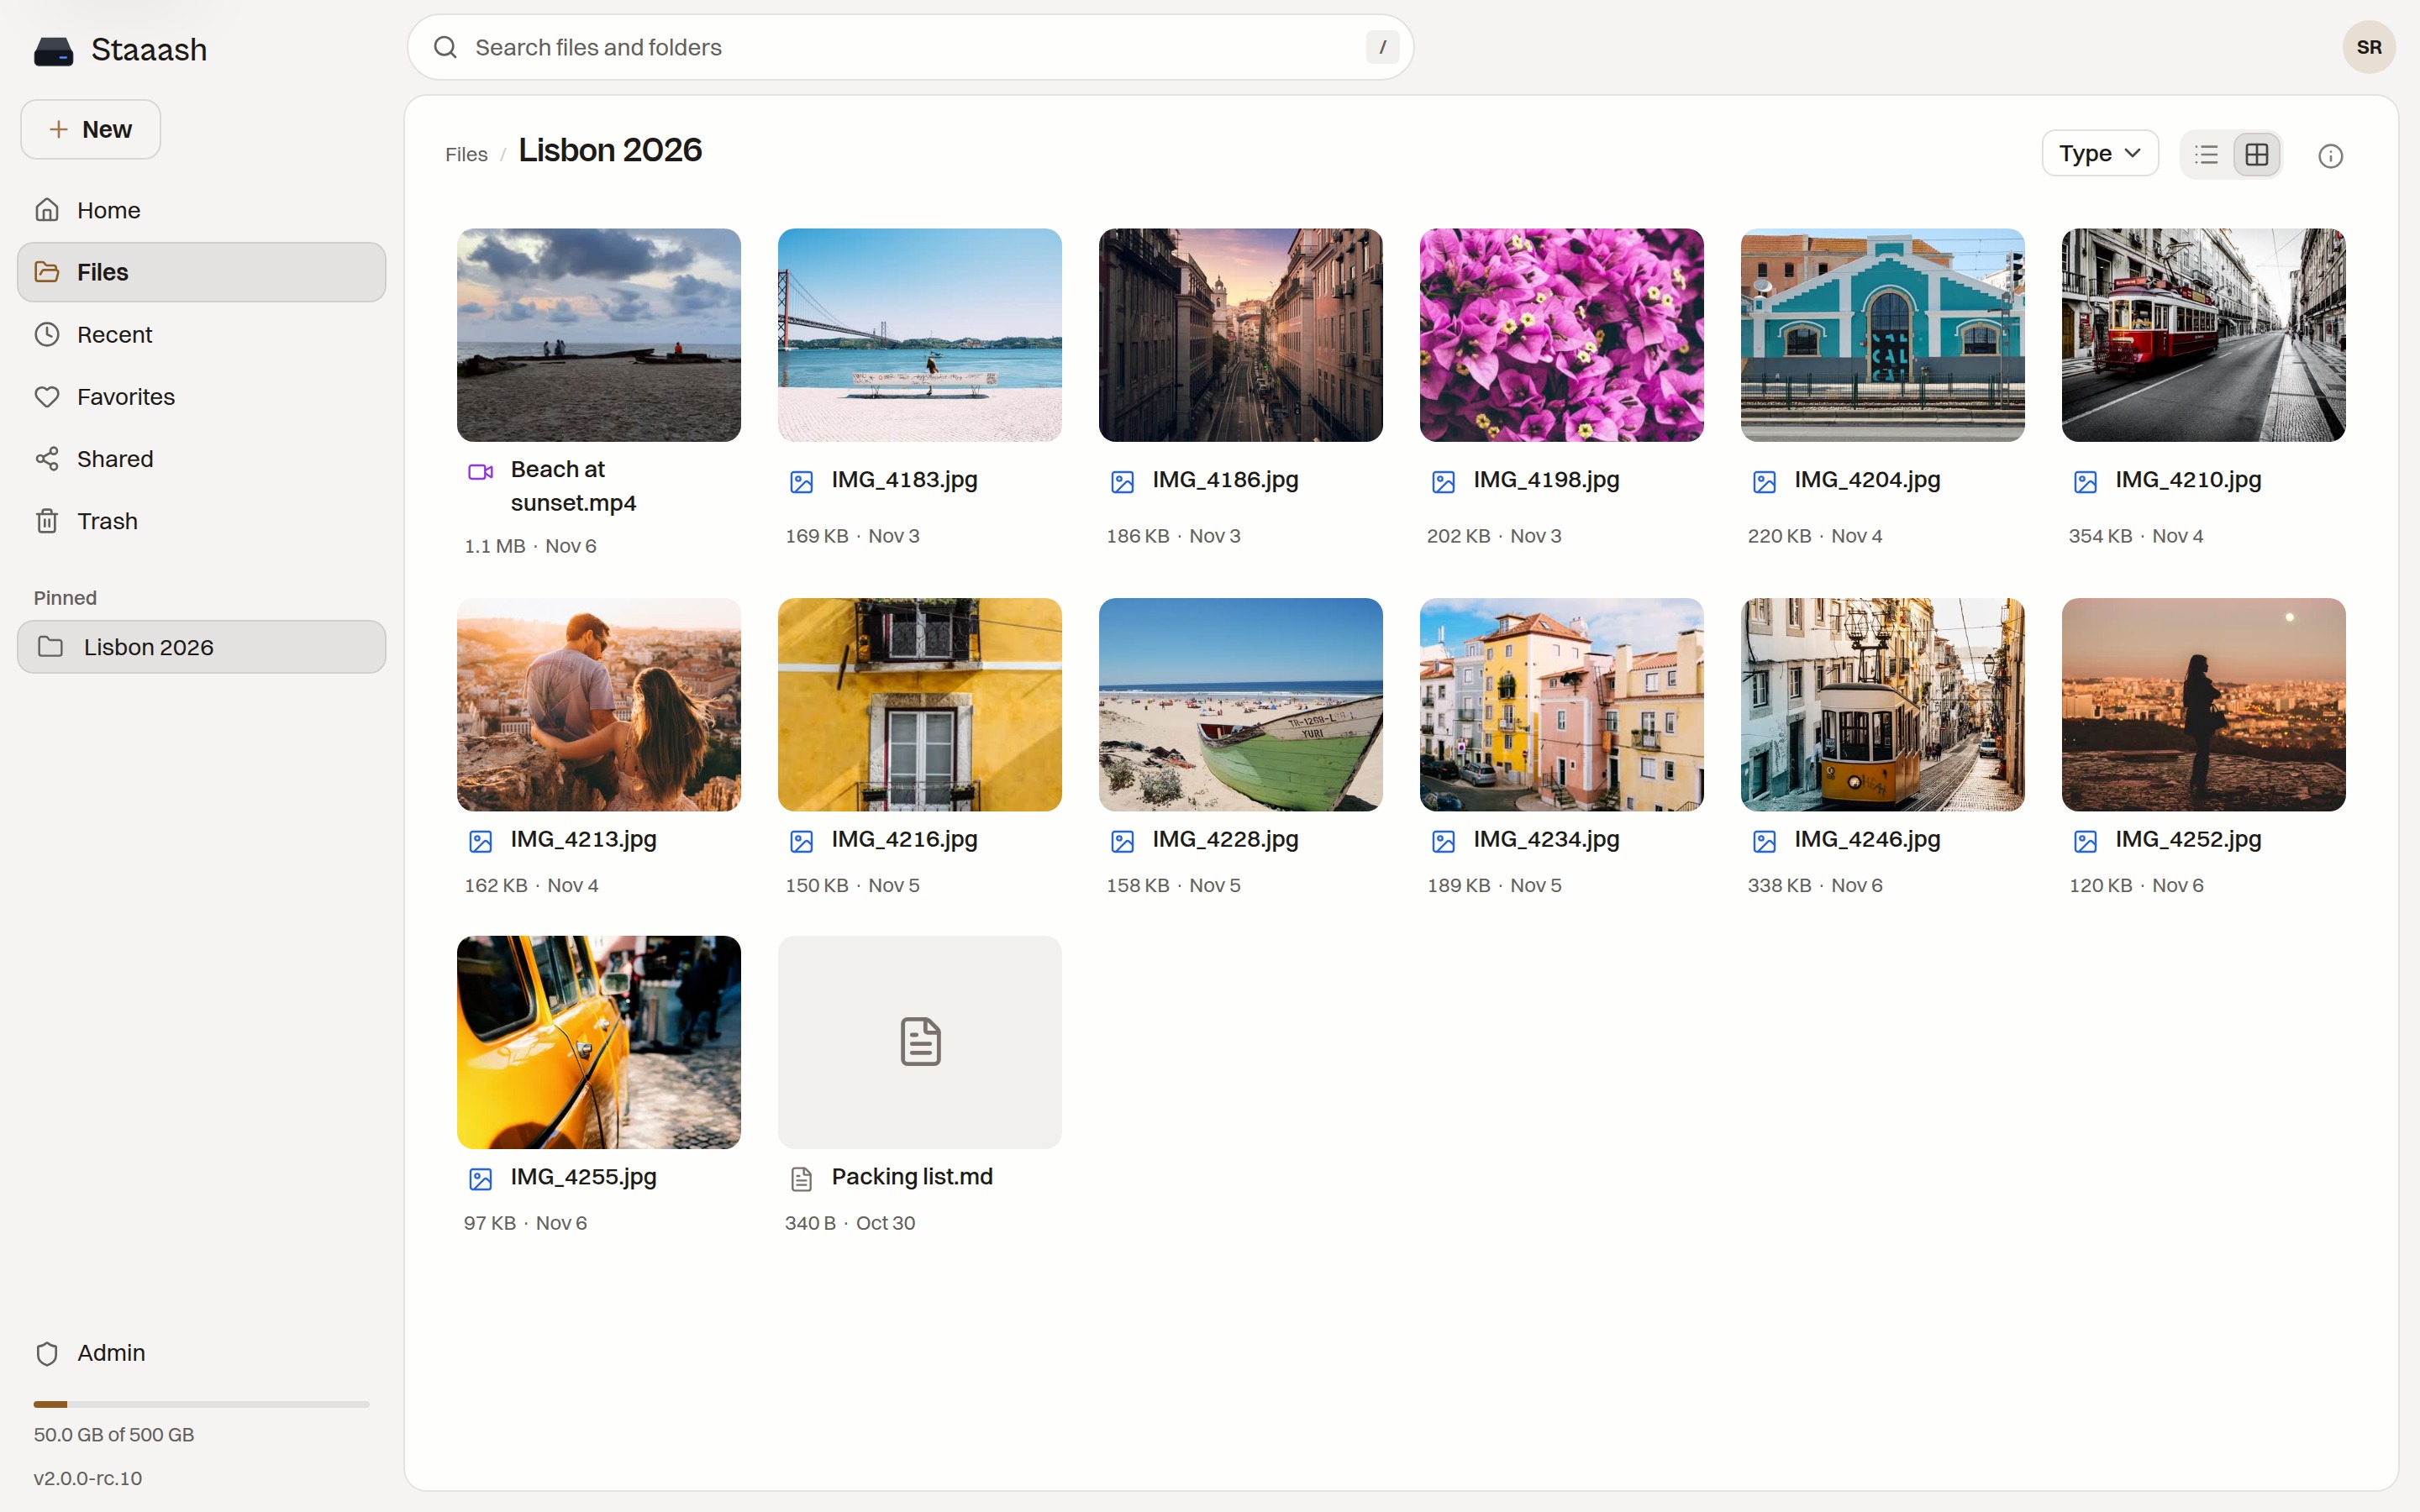 Staaash
Search files and folders
/
SR
New
Home
Files
Recent
Favorites
Shared
Trash
Pinned
Lisbon 2026
Admin
50.0 GB of 500 GB
v2.0.0-rc.10
Files / Lisbon 2026
Type
Beach at
sunset.mp4
1.1 MB · Nov 6
IMG_4183.jpg
169 KB · Nov 3
IMG_4186.jpg
186 KB · Nov 3
IMG_4198.jpg
202 KB · Nov 3
IMG_4204.jpg
220 KB · Nov 4
IMG_4210.jpg
354 KB · Nov 4
IMG_4213.jpg
162 KB · Nov 4
IMG_4216.jpg
150 KB · Nov 5
YURI
IMG_4228.jpg
158 KB · Nov 5
IMG_4234.jpg
189 KB · Nov 5
IMG_4246.jpg
338 KB · Nov 6
IMG_4252.jpg
120 KB · Nov 6
IMG_4255.jpg
97 KB · Nov 6
Packing list.md
340 B · Oct 30